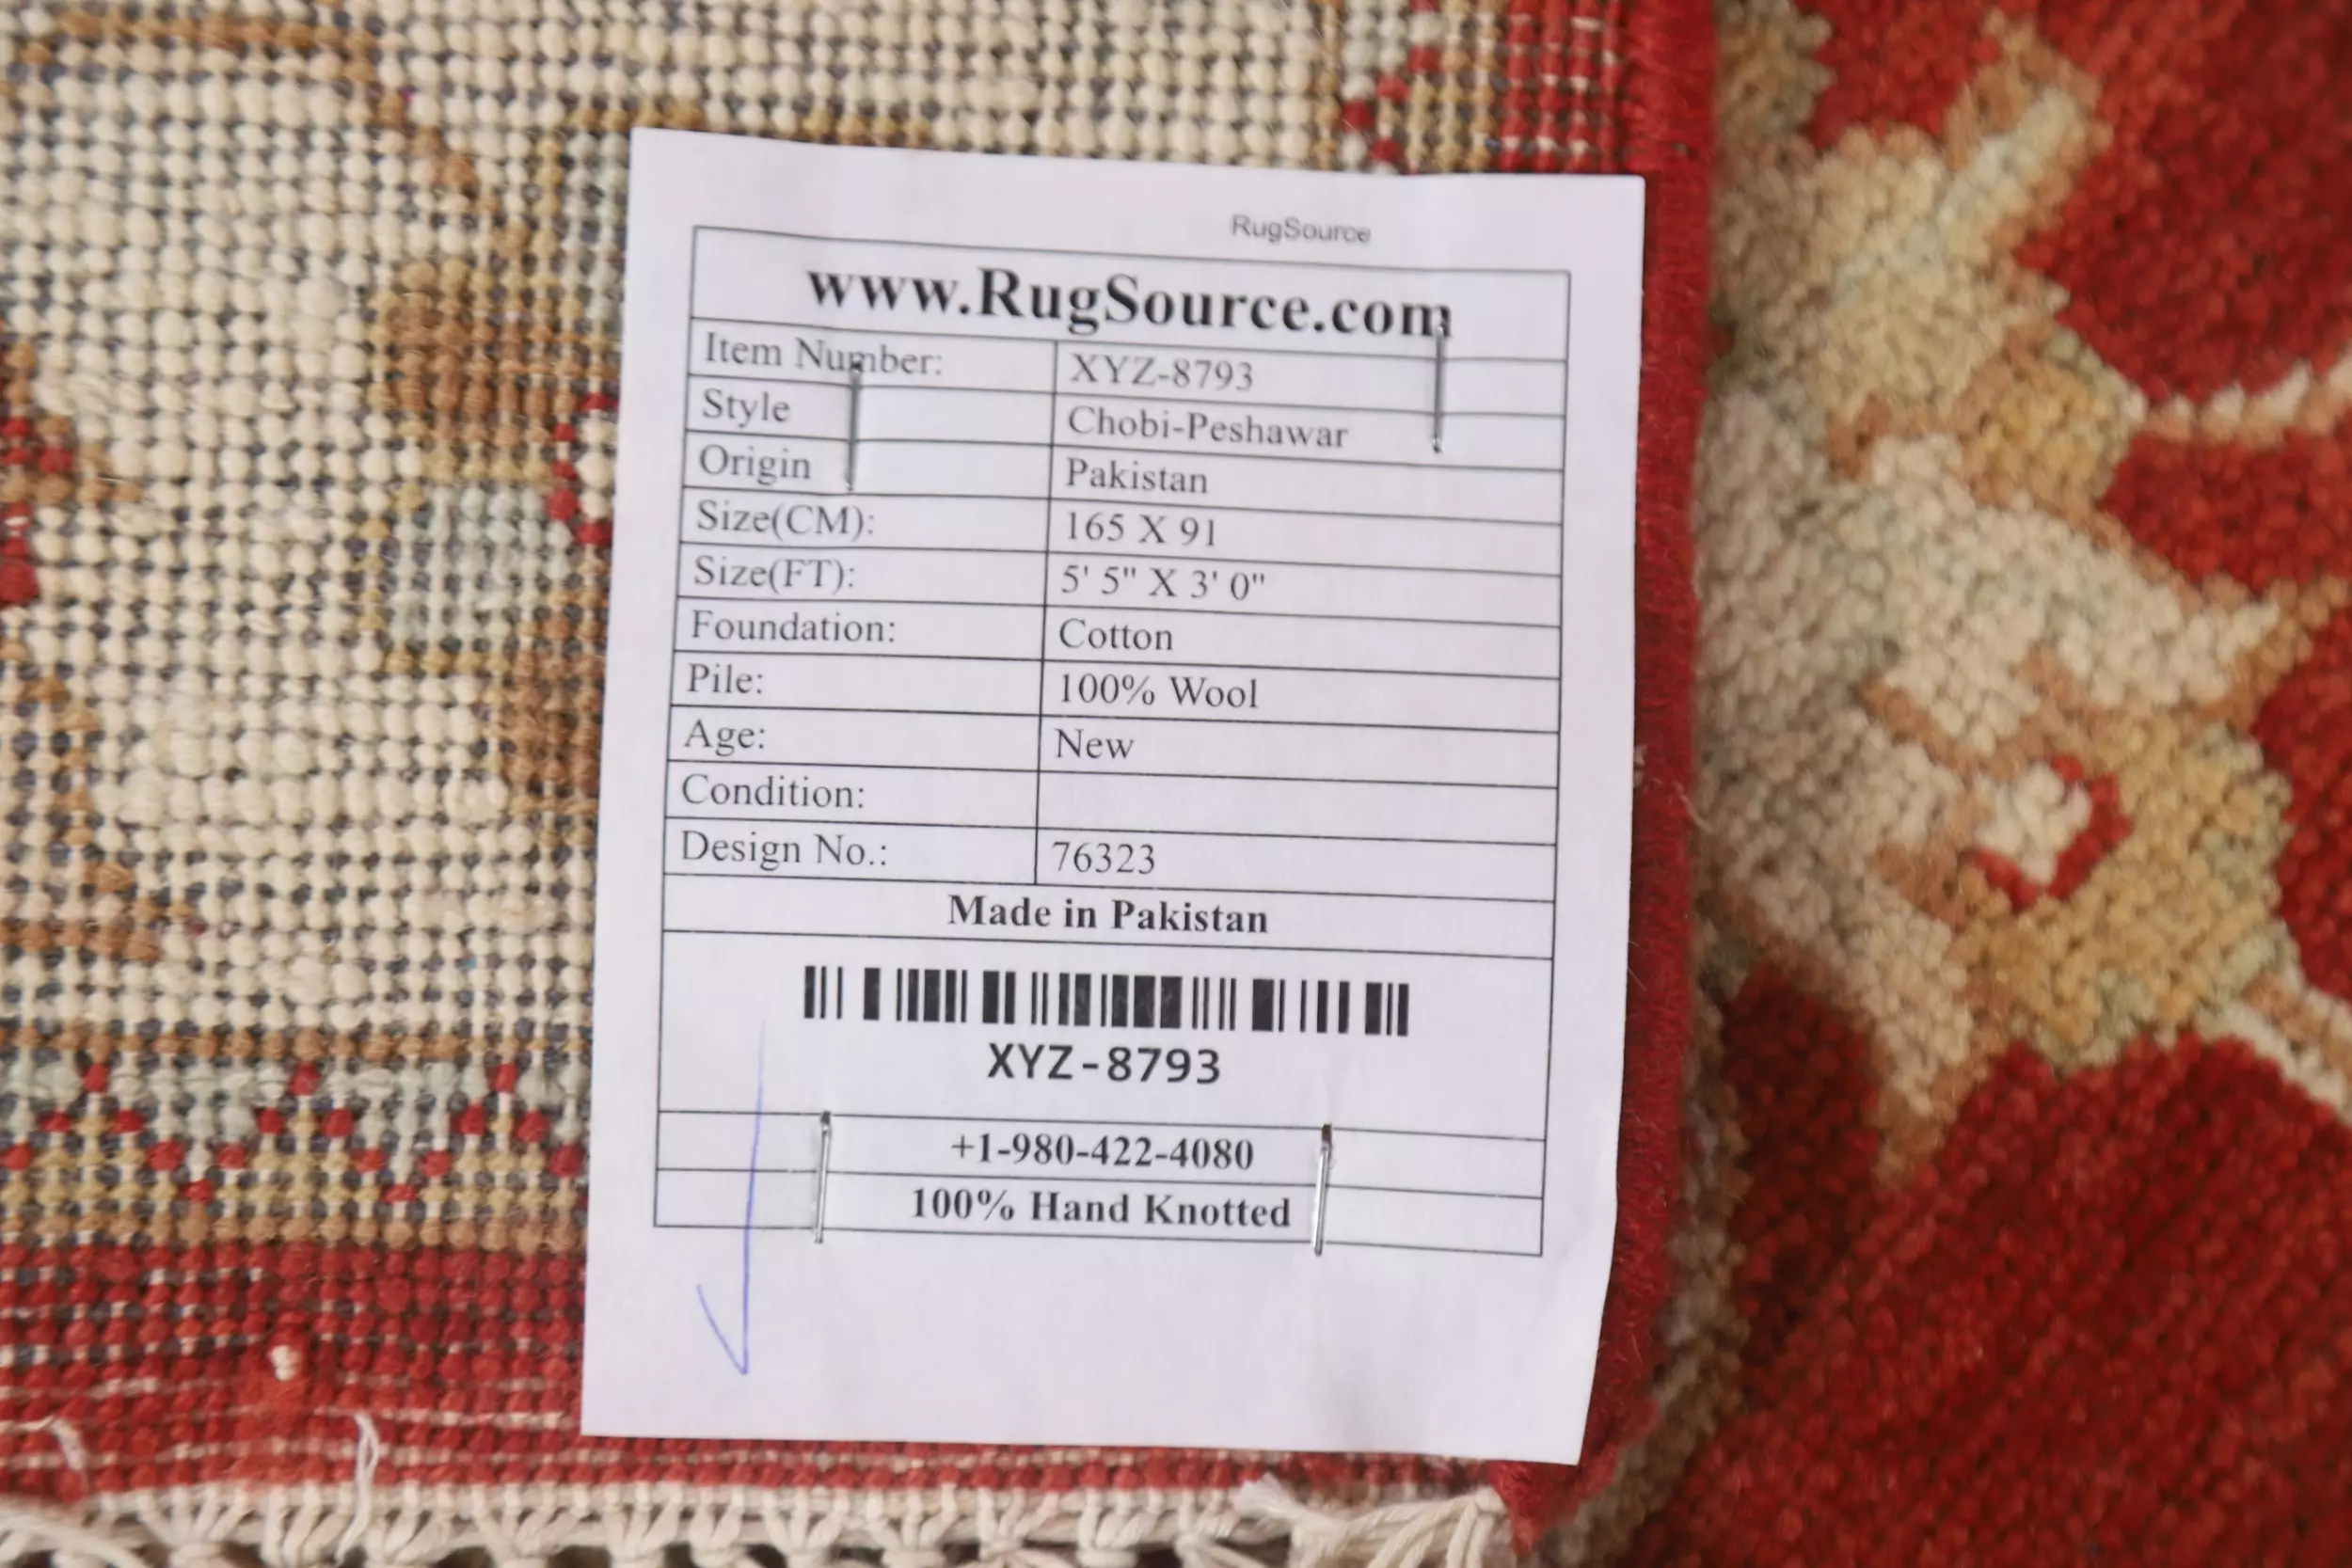 RugSource
www.RugSource.com
Item Number: XYZ-8793
Style Chobi-Peshawar
Origin Pakistan
Size(CM): 165 X 91
Size(FT): 5' 5" X 3' 0"
Foundation: Cotton
Pile: 100% Wool
Age: New
Condition:
Design No.: 76323
Made in Pakistan
XYZ-8793
+1-980-422-4080
100% Hand Knotted